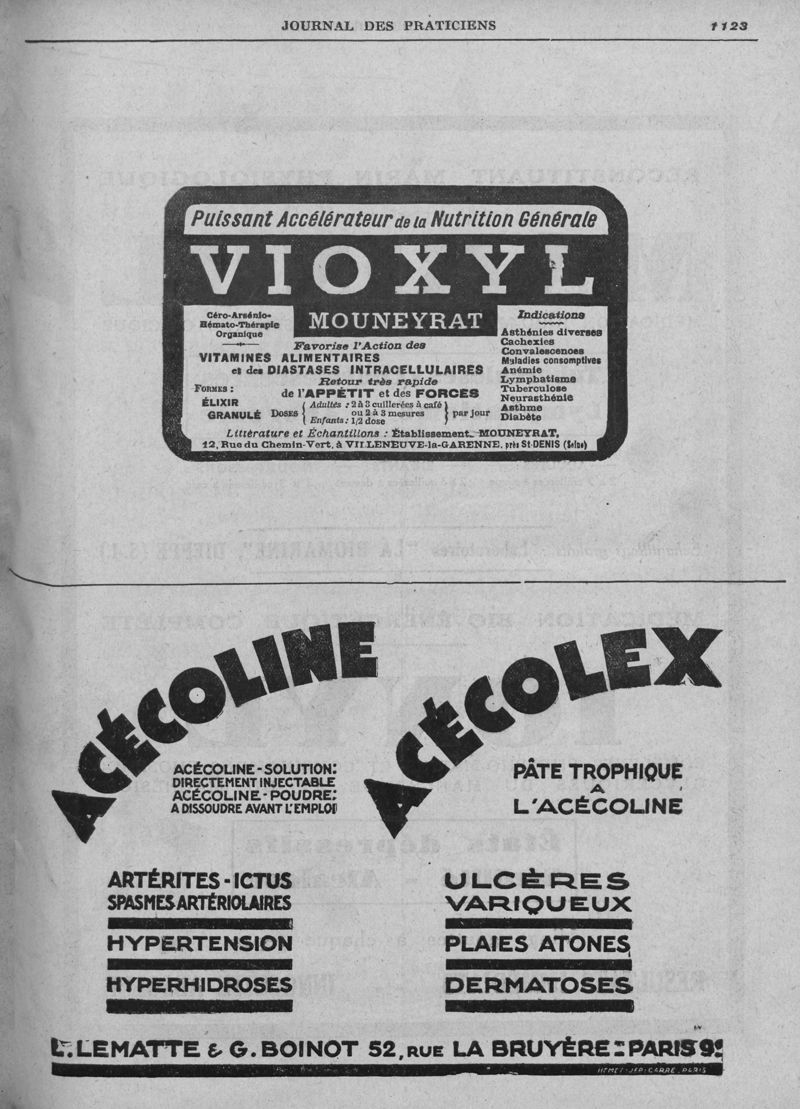 JOURNAL DES PRATICIENS
1123
Puissant Accélérateur de la Nutrition Générale
VIOXYL
Céro-Arsénio-
Hémato-Thérapie
Organique
MOUNEYRAT
Favorise l'Action des
VITAMINES ALIMENTAIRES
et des DIASTASES INTRACELLULAIRES
Retour très rapide
de l'APPÉTIT et des FORCES
FORMES :
ÉLIXIR
GRANULÉ
DOSES
Adultes : 2 à 3 cuillerées à café
ou 2 à 3 mesures
Enfants : 1/2 dose
par jour
Indications
Asthénies diverses
Cachexies
Convalescences
Maladies consomptives
Anémie
Lymphatisme
Tuberculose
Neurasthénie
Asthme
Diabète
Littérature et Échantillons : Établissement MOUNEYRAT,
12, Rue du Chemin-Vert, à VILLENEUVE-la-GARENNE, près St-DENIS (Seine)
ACÉCOLINE
ACÉCOLINE-SOLUTION:
DIRECTEMENT INJECTABLE
ACÉCOLINE-POUDRE:
A DISSOUDRE AVANT L'EMPLOI
ARTÉRITES-ICTUS
SPASMES ARTÉRIOLAIRES
HYPERTENSION
HYPERHIDROSES
ACÉCOLEX
PÂTE TROPHIQUE
A
L'ACÉCOLINE
ULCÈRES
VARIQUEUX
PLAIES ATONES
DERMATOSES
L. LEMATTE & G. BOINOT 52, RUE LA BRUYÈRE - PARIS 9e